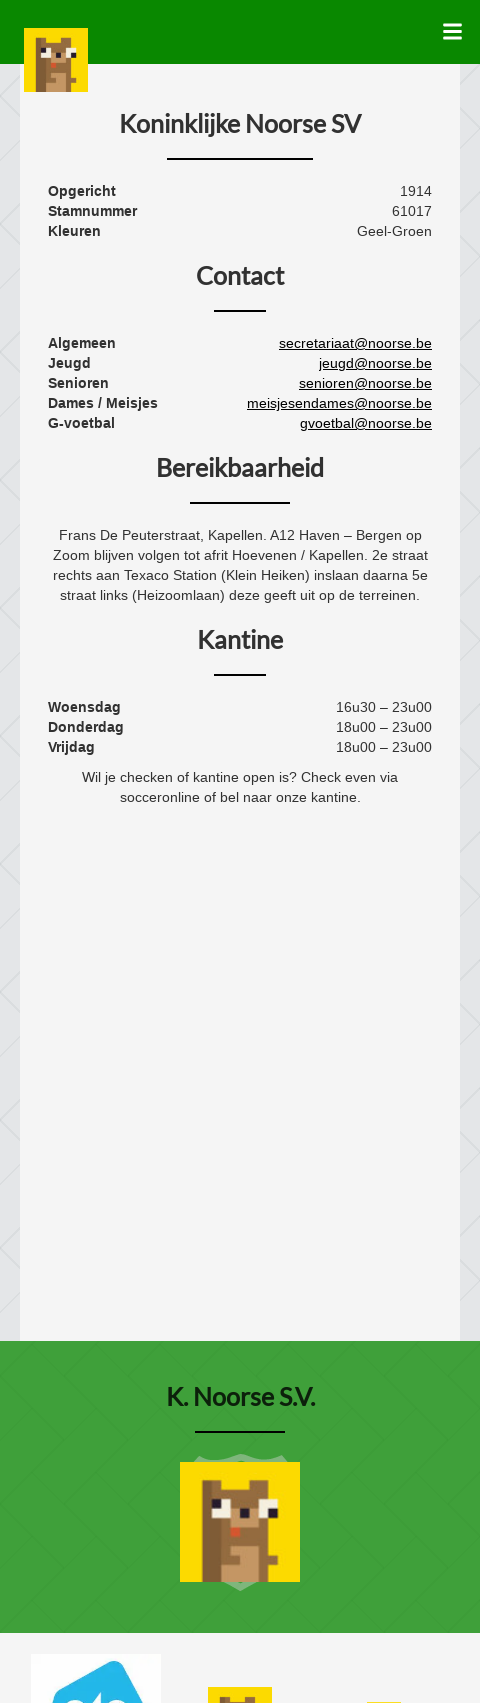 Koninklijke Noorse SV
Opgericht 1914
Stamnummer 61017
Kleuren Geel-Groen
Contact
Algemeen secretariaat@noorse.be
Jeugd jeugd@noorse.be
Senioren senioren@noorse.be
Dames / Meisjes meisjesendames@noorse.be
G-voetbal gvoetbal@noorse.be
Bereikbaarheid
Frans De Peuterstraat, Kapellen. A12 Haven – Bergen op
Zoom blijven volgen tot afrit Hoevenen / Kapellen. 2e straat
rechts aan Texaco Station (Klein Heiken) inslaan daarna 5e
straat links (Heizoomlaan) deze geeft uit op de terreinen.
Kantine
Woensdag 16u30 – 23u00
Donderdag 18u00 – 23u00
Vrijdag 18u00 – 23u00
Wil je checken of kantine open is? Check even via
socceronline of bel naar onze kantine.
K. Noorse S.V.